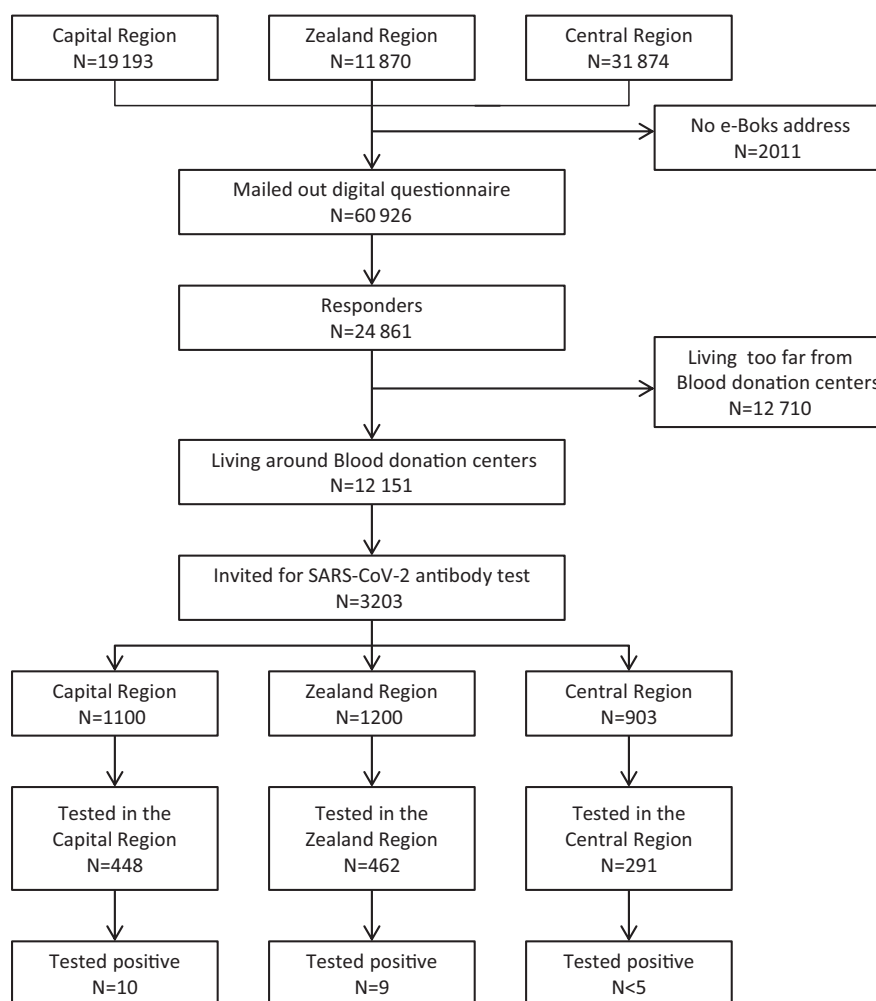 Capital Region
N=19 193
Zealand Region
N=11 870
Central Region
N=31 874
No e-Boks address
N=2011
Mailed out digital questionnaire
N=60 926
Responders
N=24 861
Living too far from
Blood donation centers
N=12 710
Living around Blood donation centers
N=12 151
Invited for SARS-CoV-2 antibody test
N=3203
Capital Region
N=1100
Zealand Region
N=1200
Central Region
N=903
Tested in the
Capital Region
N=448
Tested in the
Zealand Region
N=462
Tested in the
Central Region
N=291
Tested positive
N=10
Tested positive
N=9
Tested positive
N<5